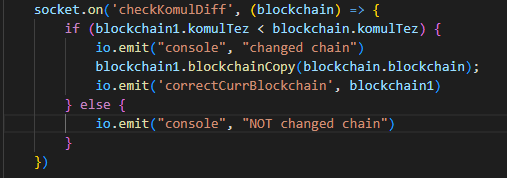 socket.on('checkKomulDiff', (blockchain) => {
if (blockchain1.komulTez < blockchain.komulTez) {
io.emit("console", "changed chain")
blockchain1.blockchainCopy(blockchain.blockchain);
io.emit('correctCurrBlockchain', blockchain1)
} else {
io.emit("console", "NOT changed chain")
}
})